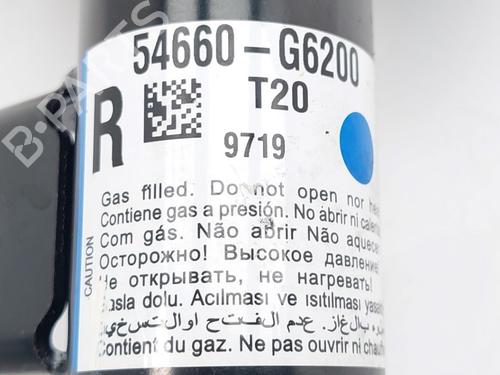 54660-G6200
R
T20
9719
CAUTION
Gas filled. Do not open nor
Contiene gas a presión. No abrir ni
Com gás. Não abrir Não aquecer
Осторожно! Высокое давление!
Не открывать, не нагревать!
dolu. Acılması ve ısıtılması
Contient du gaz. Ne pas ouvrir ni
B-PARTS